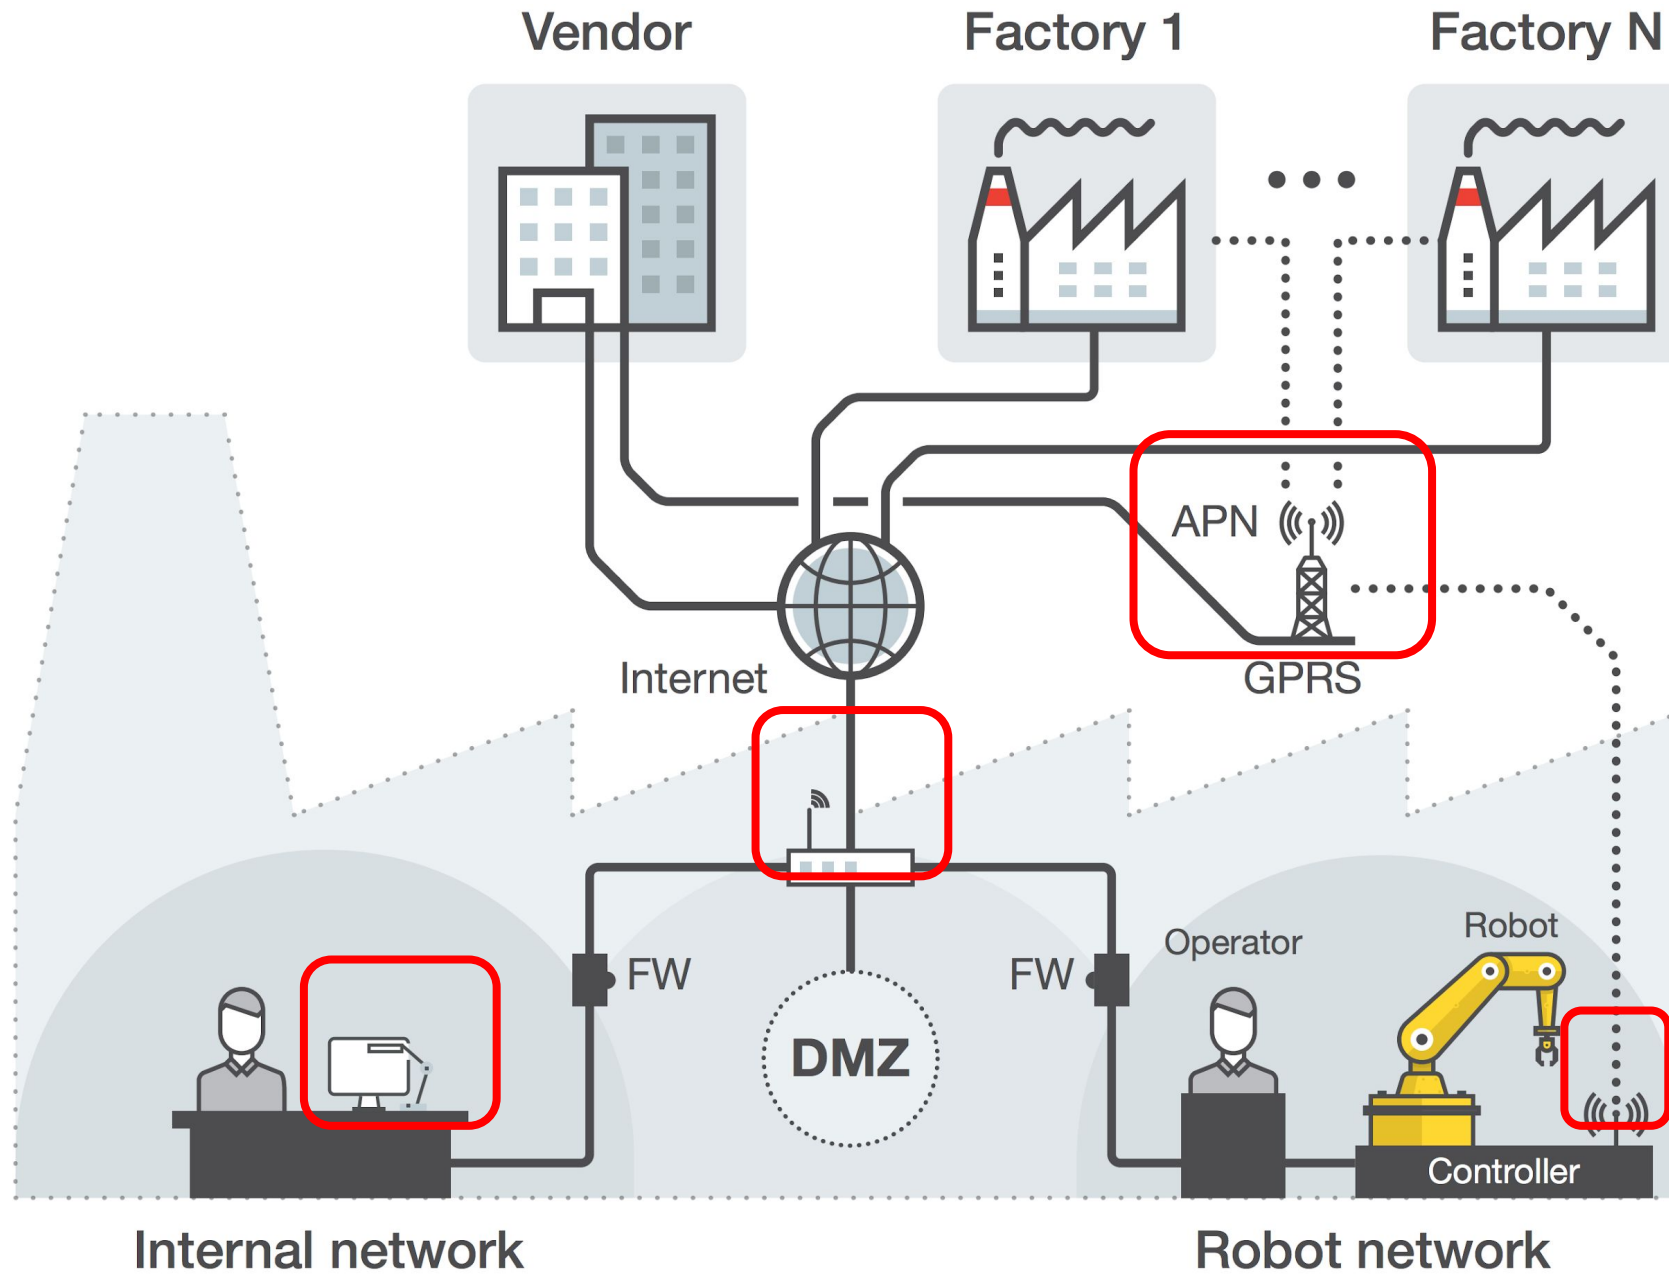 Vendor
Factory 1
Factory N
APN
Internet
GPRS
FW
FW
Operator
Robot
DMZ
Controller
Internal network
Robot network